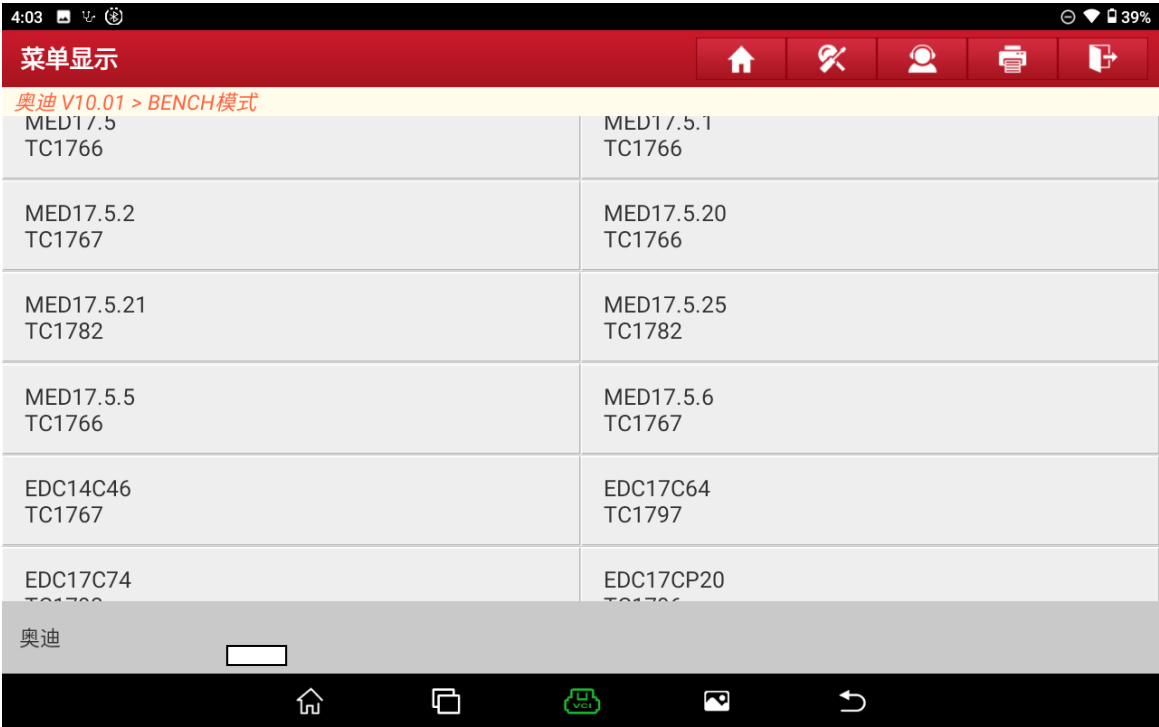 4:03 39%
菜单显示
奥迪 V10.01 > BENCH模式
MED17.5 MED17.5.1
TC1766 TC1766
MED17.5.2 MED17.5.20
TC1767 TC1766
MED17.5.21 MED17.5.25
TC1782 TC1782
MED17.5.5 MED17.5.6
TC1766 TC1767
EDC14C46 EDC17C64
TC1767 TC1797
EDC17C74 EDC17CP20
奥迪
VCI